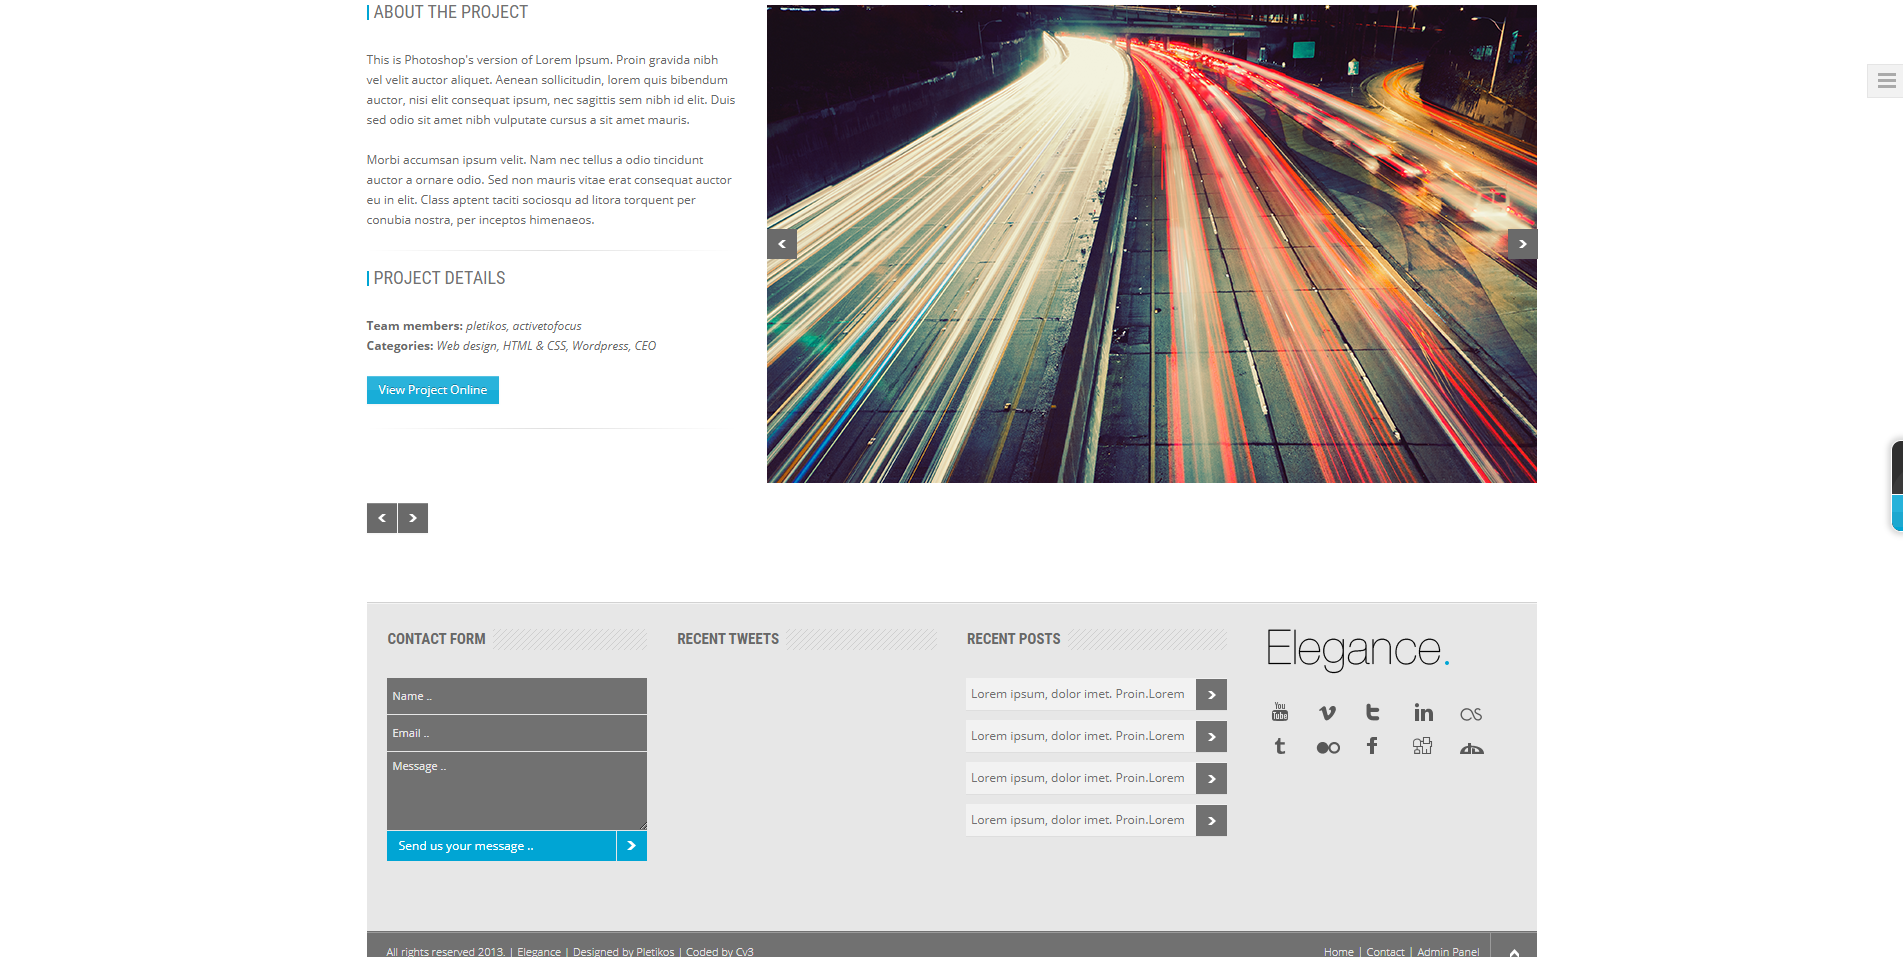 ABOUT THE PROJECT
This is Photoshop's version of Lorem Ipsum. Proin gravida nibh
vel velit auctor aliquet. Aenean sollicitudin, lorem quis bibendum
auctor, nisi elit consequat ipsum, nec sagittis sem nibh id elit. Duis
sed odio sit amet nibh vulputate cursus a sit amet mauris.
Morbi accumsan ipsum velit. Nam nec tellus a odio tincidunt
auctor a ornare odio. Sed non mauris vitae erat consequat auctor
eu in elit. Class aptent taciti sociosqu ad litora torquent per
conubia nostra, per inceptos himenaeos.
PROJECT DETAILS
Team members: pletikos, activetofocus
Categories: Web design, HTML & CSS, Wordpress, CEO
View Project Online
CONTACT FORM
Name ..
Email ..
Message ..
Send us your message ..
RECENT TWEETS
RECENT POSTS
Lorem ipsum, dolor imet. Proin.Lorem
Lorem ipsum, dolor imet. Proin.Lorem
Lorem ipsum, dolor imet. Proin.Lorem
Lorem ipsum, dolor imet. Proin.Lorem
Elegance.
You Tube
All rights reserved 2013. | Elegance | Designed by Pletikos | Coded by Cv3
Home | Contact | Admin Panel